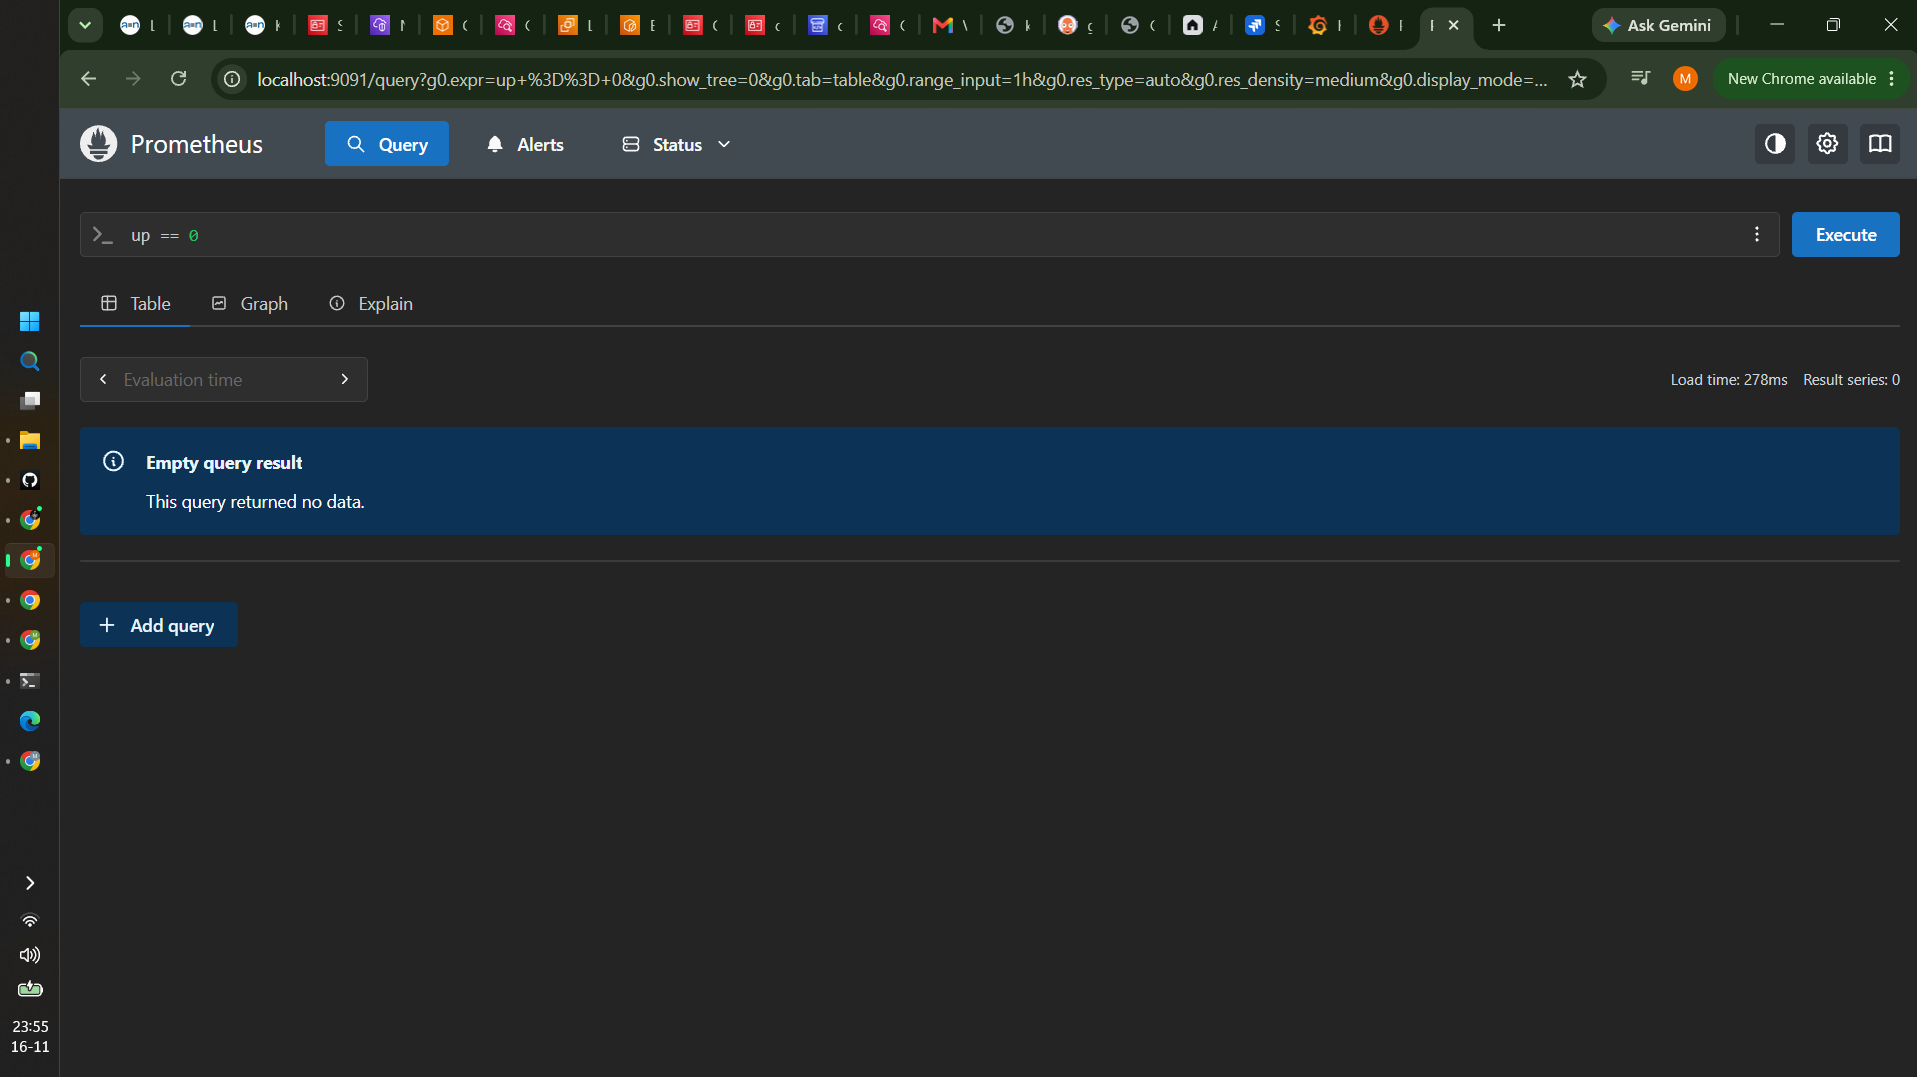 Ask Gemini
localhost:9091/query?g0.expr=up+%3D%3D+0&g0.show_tree=0&g0.tab=table&g0.range_input=1h&g0.res_type=auto&g0.res_density=medium&g0.display_mode=...
M
New Chrome available
Prometheus
Query
Alerts
Status
up == 0
Execute
Table
Graph
Explain
Evaluation time
Load time: 278ms
Result series: 0
Empty query result
This query returned no data.
Add query
23:55
16-11